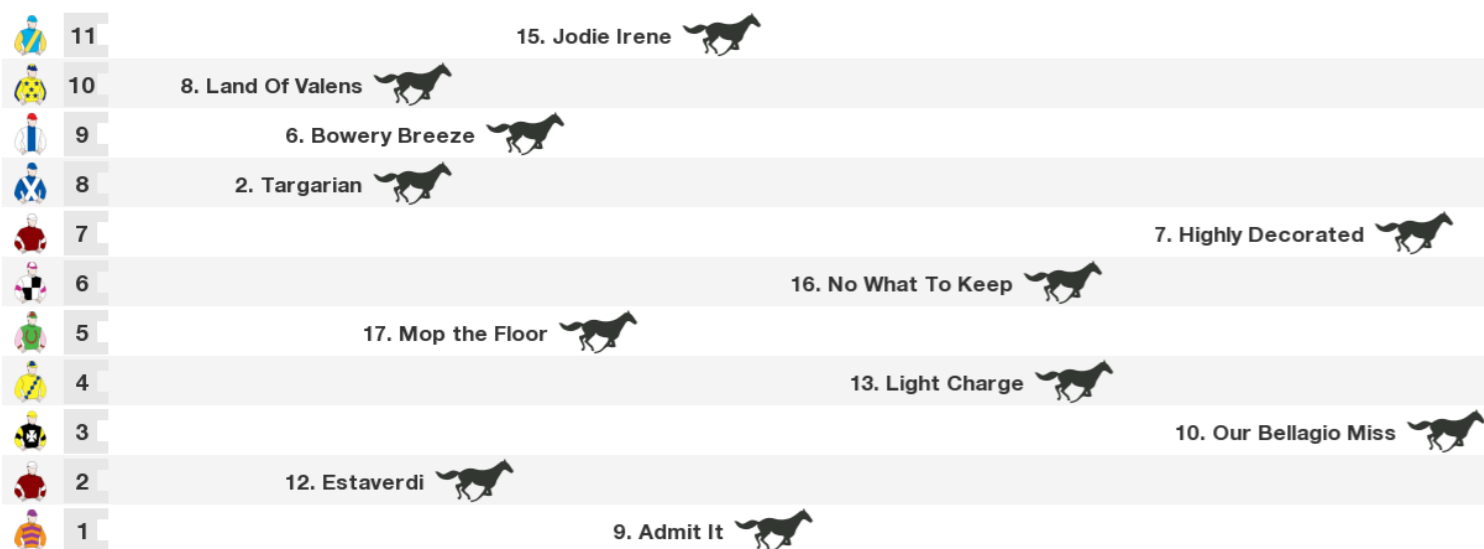 11 15. Jodie Irene
10 8. Land Of Valens
9 6. Bowery Breeze
8 2. Targarian
7 7. Highly Decorated
6 16. No What To Keep
5 17. Mop the Floor
4 13. Light Charge
3 10. Our Bellagio Miss
2 12. Estaverdi
1 9. Admit It